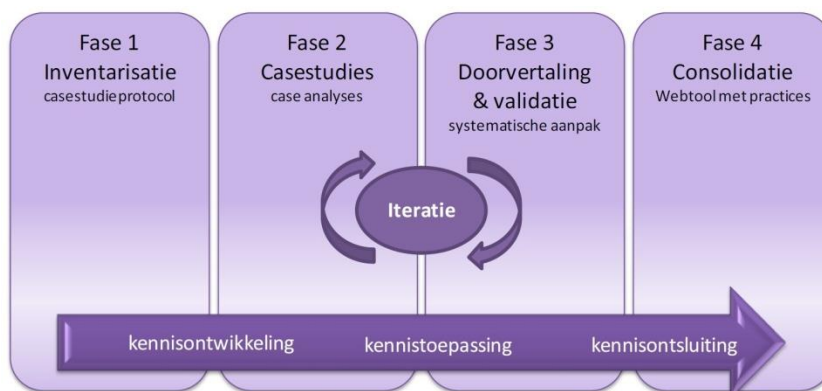 Fase 1
Inventarisatie
casestudieprotocol
Fase 2
Casestudies
case analyses
Fase 3
Doorvertaling
& validatie
systematische aanpak
Fase 4
Consolidatie
Webtool met practices
Iteratie
kennisontwikkeling
kennistoepassing
kennisontsluiting